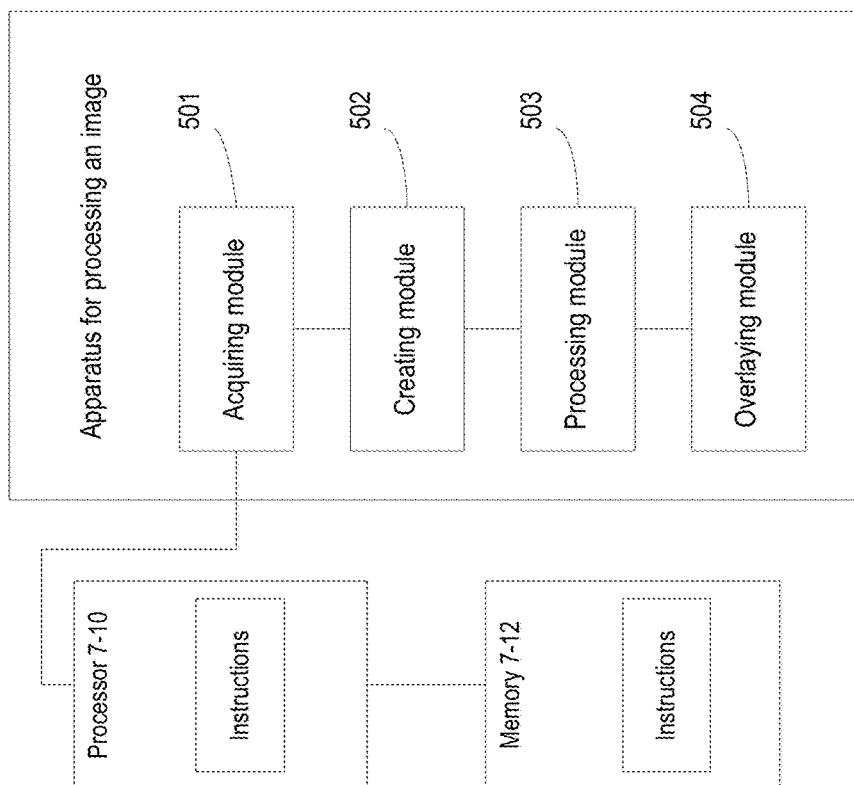 Apparatus for processing an image
501
Acquiring module
502
Creating module
503
Processing module
504
Overlaying module
Processor 7-10
Instructions
Memory 7-12
Instructions